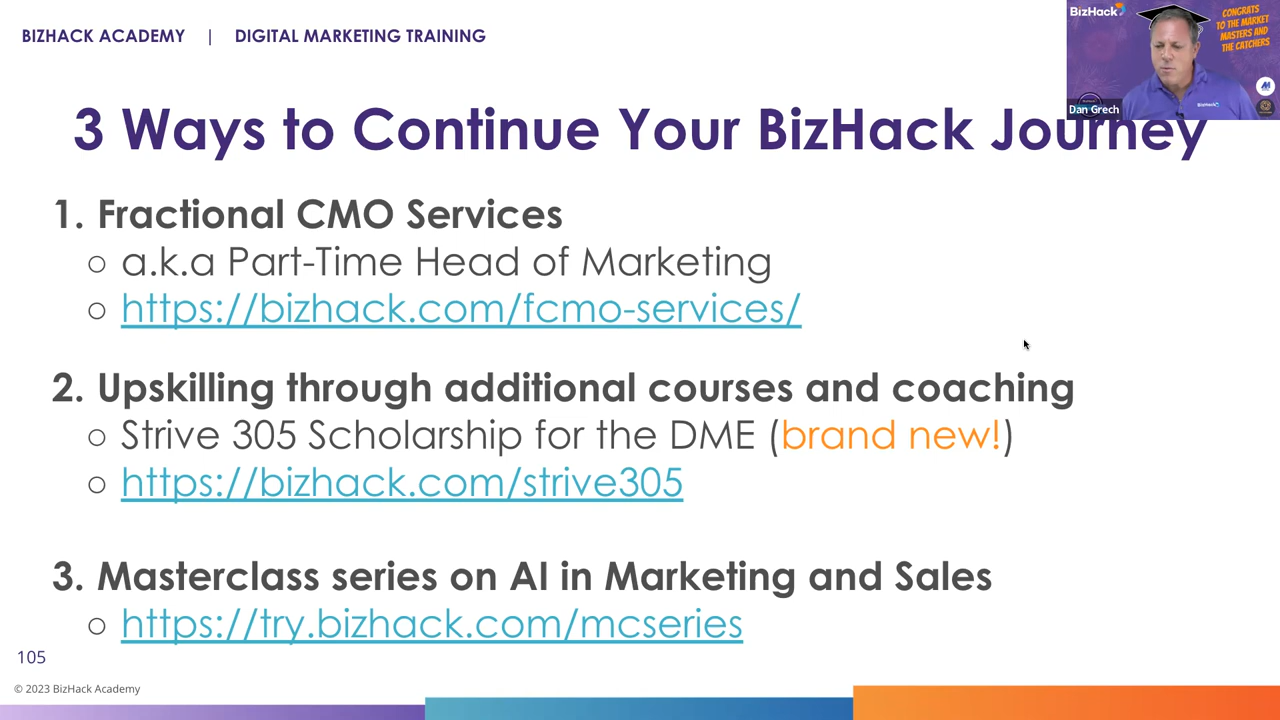 BIZHACK ACADEMY | DIGITAL MARKETING TRAINING
BizHack
CONGRATS
TO THE MARKET
MASTERS AND
THE CATCHERS
BizHack
Dan Grech
3 Ways to Continue Your BizHack Journey
1. Fractional CMO Services
○ a.k.a Part-Time Head of Marketing
○ https://bizhack.com/fcmo-services/
2. Upskilling through additional courses and coaching
○ Strive 305 Scholarship for the DME (brand new!)
○ https://bizhack.com/strive305
3. Masterclass series on AI in Marketing and Sales
○ https://try.bizhack.com/mcseries
105
© 2023 BizHack Academy